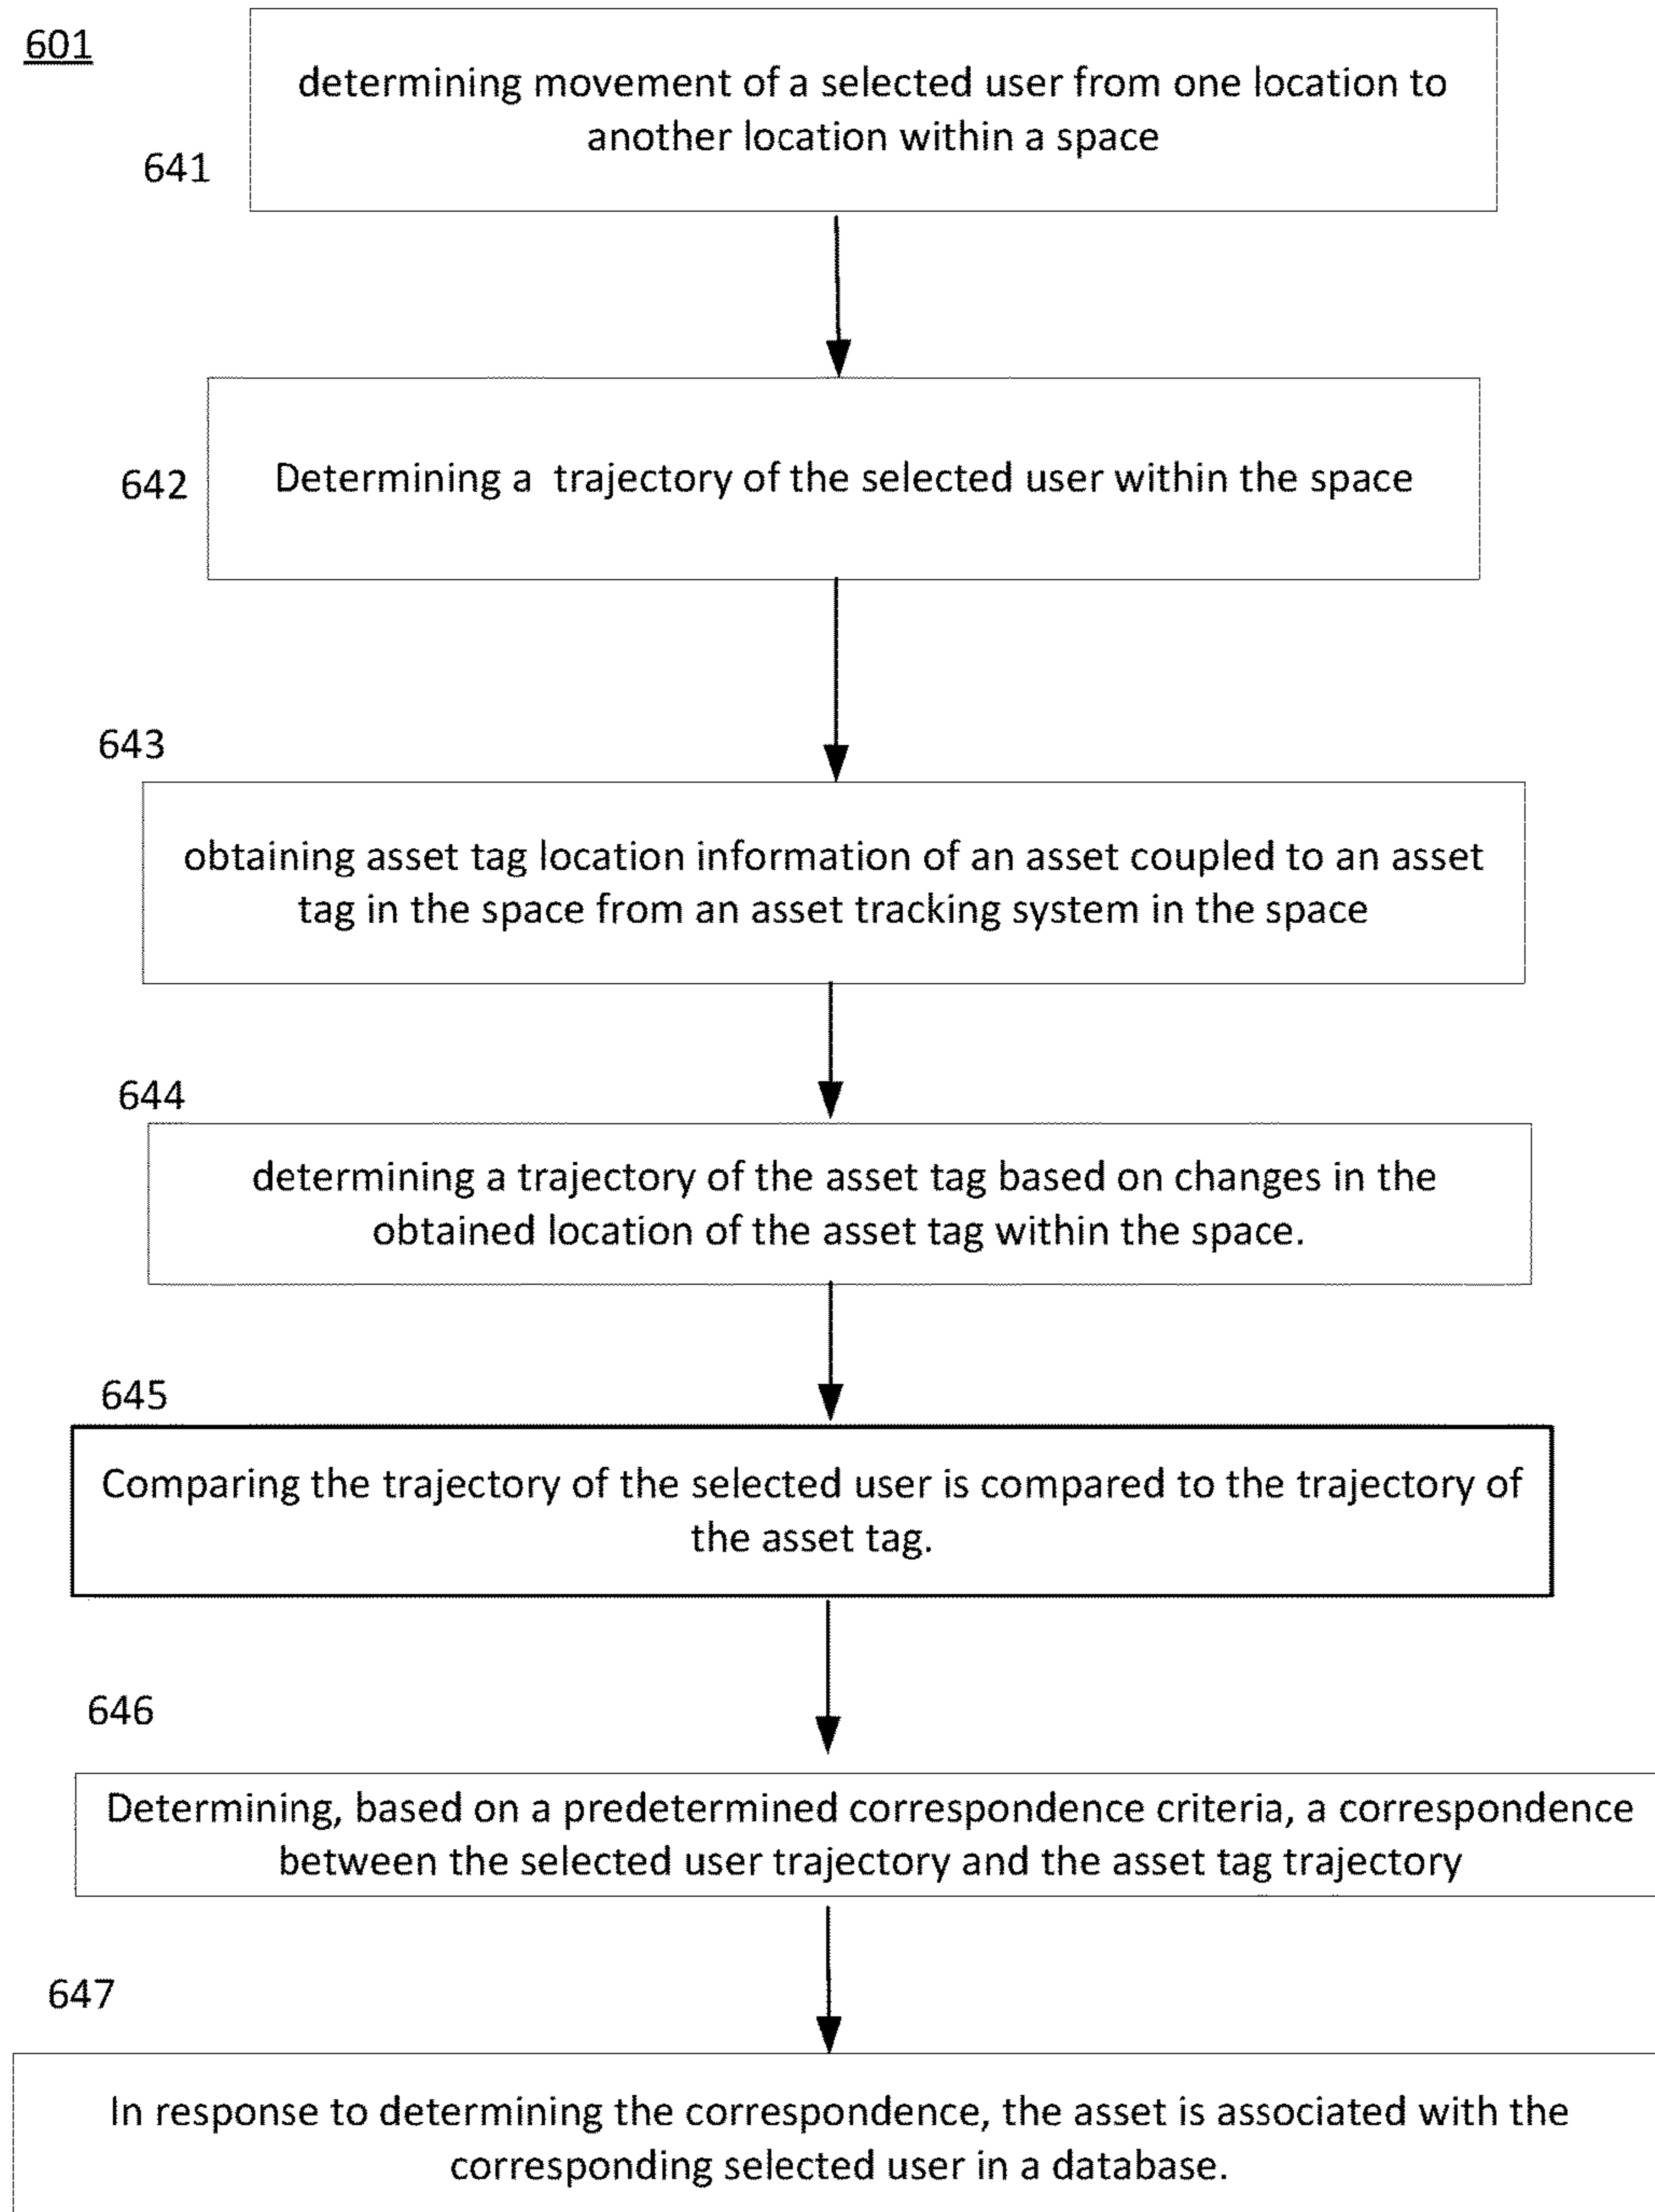 601
determining movement of a selected user from one location to
another location within a space
641
642
Determining a trajectory of the selected user within the space
643
obtaining asset tag location information of an asset coupled to an asset
tag in the space from an asset tracking system in the space
644
determining a trajectory of the asset tag based on changes in the
obtained location of the asset tag within the space.
645
Comparing the trajectory of the selected user is compared to the trajectory of
the asset tag.
646
Determining, based on a predetermined correspondence criteria, a correspondence
between the selected user trajectory and the asset tag trajectory
647
In response to determining the correspondence, the asset is associated with the
corresponding selected user in a database.